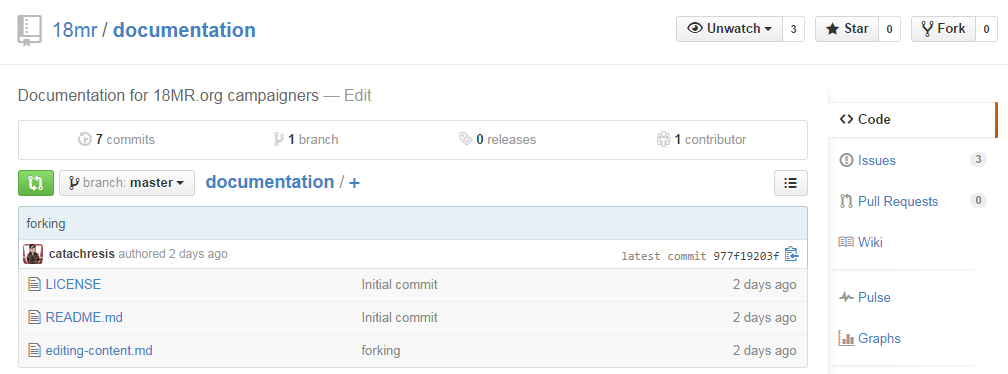 18mr / documentation
Unwatch 3 Star 0 Fork 0
Documentation for 18MR.org campaigners — Edit
7 commits 1 branch 0 releases 1 contributor
branch: master documentation / +
forking
catachresis authored 2 days ago latest commit 977f19203f
LICENSE Initial commit 2 days ago
README.md Initial commit 2 days ago
editing-content.md forking 2 days ago
Code
Issues 3
Pull Requests 0
Wiki
Pulse
Graphs